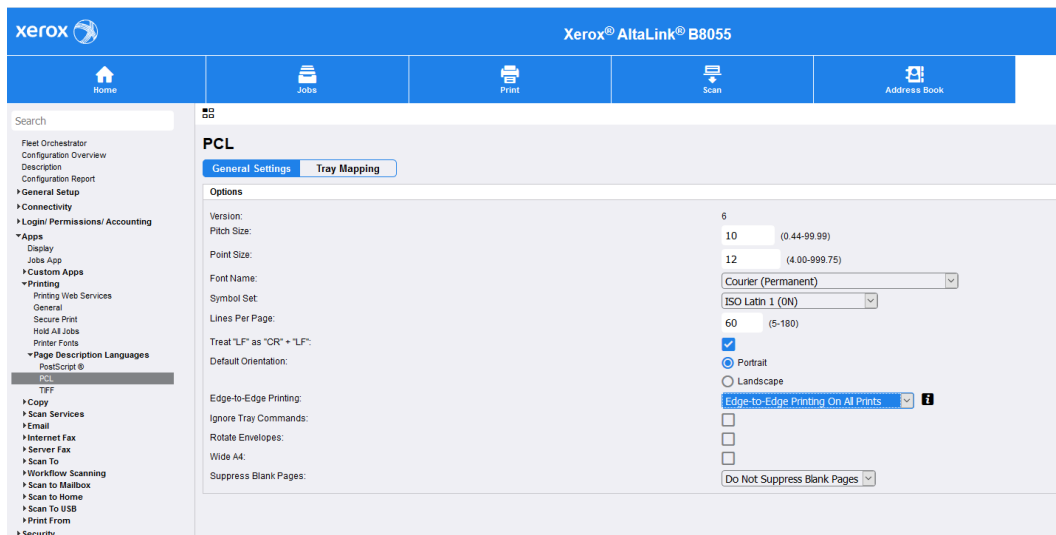 xerox
Xerox® AltaLink® B8055
Home
Jobs
Print
Scan
Address Book
Search
Fleet Orchestrator
Configuration Overview
Description
Configuration Report
General Setup
Connectivity
Login/ Permissions/ Accounting
Apps
Display
Jobs App
Custom Apps
Printing
Printing Web Services
General
Secure Print
Hold All Jobs
Printer Fonts
Page Description Languages
PostScript ®
PCL
TIFF
Copy
Scan Services
Email
Internet Fax
Server Fax
Scan To
Workflow Scanning
Scan to Mailbox
Scan to Home
Scan To USB
Print From
Security
PCL
General Settings Tray Mapping
Options
Version: 6
Pitch Size: 10 (0.44-99.99)
Point Size: 12 (4.00-999.75)
Font Name: Courier (Permanent)
Symbol Set: ISO Latin 1 (0N)
Lines Per Page: 60 (5-180)
Treat "LF" as "CR" + "LF":
Default Orientation: Portrait
Landscape
Edge-to-Edge Printing: Edge-to-Edge Printing On All Prints i
Ignore Tray Commands:
Rotate Envelopes:
Wide A4:
Suppress Blank Pages: Do Not Suppress Blank Pages